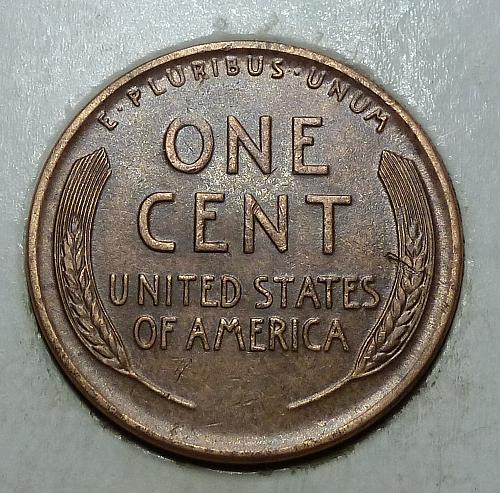 E·PLURIBUS·UNUM
ONE
CENT
UNITED STATES
OF AMERICA